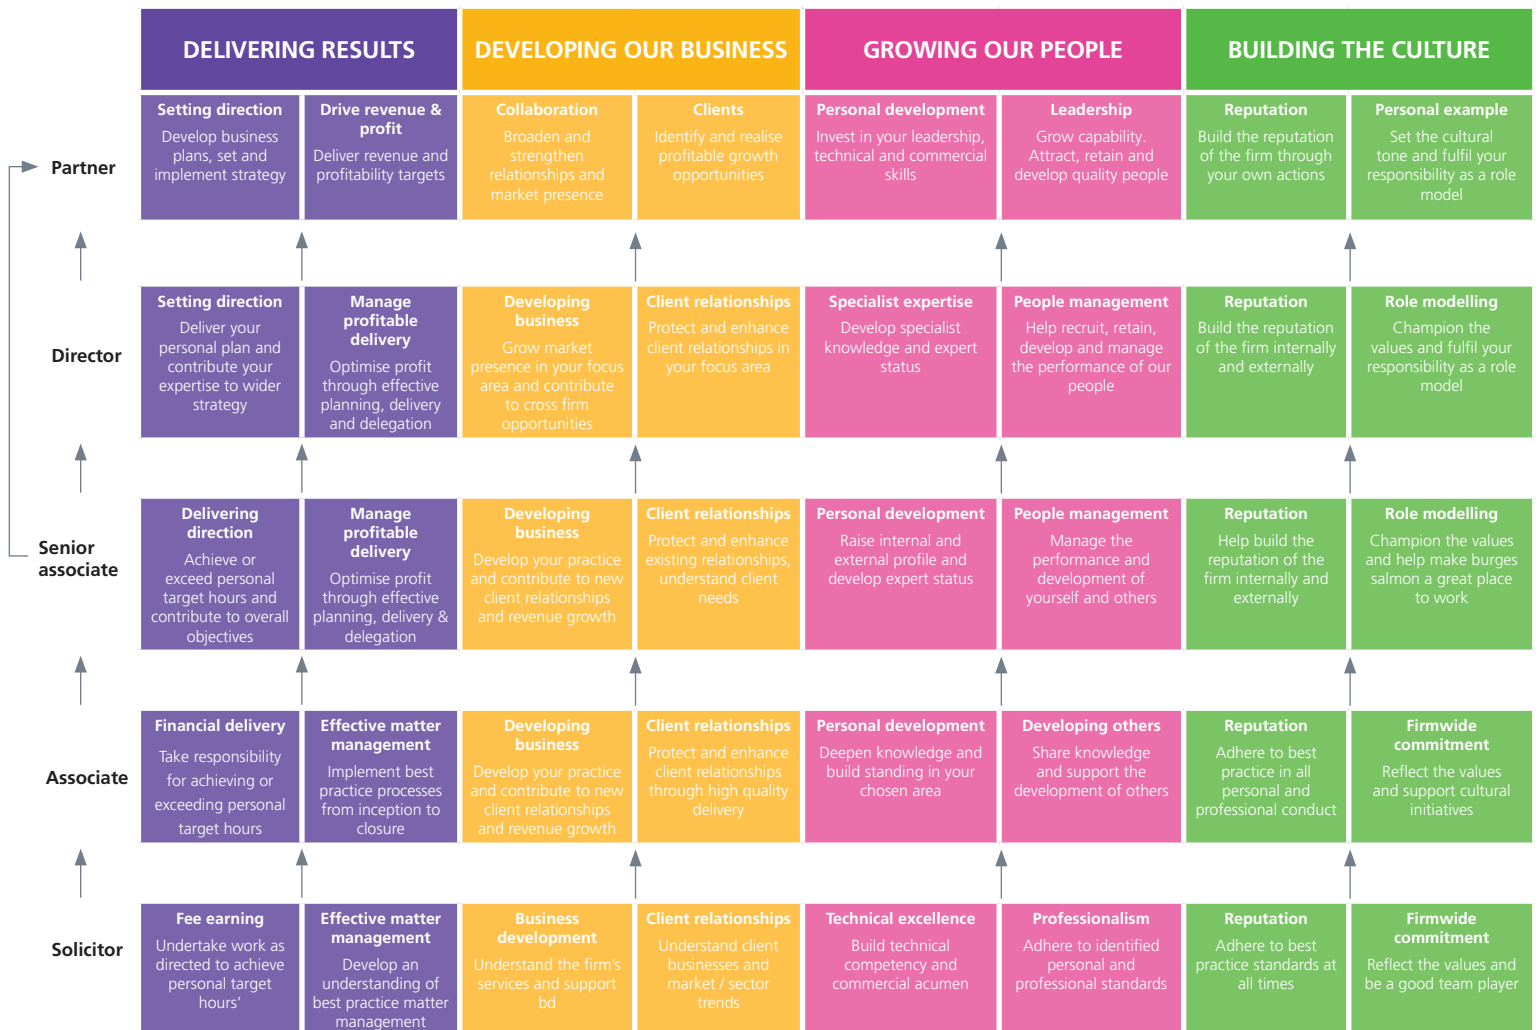 DELIVERING RESULTS
DEVELOPING OUR BUSINESS
GROWING OUR PEOPLE
BUILDING THE CULTURE
Partner
Setting direction
Develop business
plans, set and
implement strategy
Drive revenue &
profit
Deliver revenue and
profitability targets
Collaboration
Broaden and
strengthen
relationships and
market presence
Clients
Identify and realise
profitable growth
opportunities
Personal development
Invest in your leadership,
technical and commercial
skills
Leadership
Grow capability.
Attract, retain and
develop quality people
Reputation
Build the reputation
of the firm through
your own actions
Personal example
Set the cultural
tone and fulfil your
responsibility as a role
model
Director
Setting direction
Deliver your
personal plan and
contribute your
expertise to wider
strategy
Manage
profitable
delivery
Optimise profit
through effective
planning, delivery
and delegation
Developing
business
Grow market
presence in your focus
area and contribute
to cross firm
opportunities
Client relationships
Protect and enhance
client relationships in
your focus area
Specialist expertise
Develop specialist
knowledge and expert
status
People management
Help recruit, retain,
develop and manage
the performance of our
people
Reputation
Build the reputation
of the firm internally
and externally
Role modelling
Champion the
values and fulfil your
responsibility as a role
model
Senior
associate
Delivering
direction
Achieve or
exceed personal
target hours and
contribute to overall
objectives
Manage
profitable
delivery
Optimise profit
through effective
planning, delivery &
delegation
Developing
business
Develop your practice
and contribute to new
client relationships
and revenue growth
Client relationships
Protect and enhance
existing relationships,
understand client
needs
Personal development
Raise internal and
external profile and
develop expert status
People management
Manage the
performance and
development of
yourself and others
Reputation
Help build the
reputation of the
firm internally and
externally
Role modelling
Champion the values
and help make burges
salmon a great place
to work
Associate
Financial delivery
Take responsibility
for achieving or
exceeding personal
target hours
Effective matter
management
Implement best
practice processes
from inception to
closure
Developing
business
Develop your practice
and contribute to new
client relationships
and revenue growth
Client relationships
Protect and enhance
client relationships
through high quality
delivery
Personal development
Deepen knowledge and
build standing in your
chosen area
Developing others
Share knowledge
and support the
development of others
Reputation
Adhere to best
practice in all
personal and
professional conduct
Firmwide
commitment
Reflect the values
and support cultural
initiatives
Solicitor
Fee earning
Undertake work as
directed to achieve
personal target
hours’
Effective matter
management
Develop an
understanding of
best practice matter
management
Business
development
Understand the firm’s
services and support
bd
Client relationships
Understand client
businesses and
market / sector
trends
Technical excellence
Build technical
competency and
commercial acumen
Professionalism
Adhere to identified
personal and
professional standards
Reputation
Adhere to best
practice standards at
all times
Firmwide
commitment
Reflect the values and
be a good team player